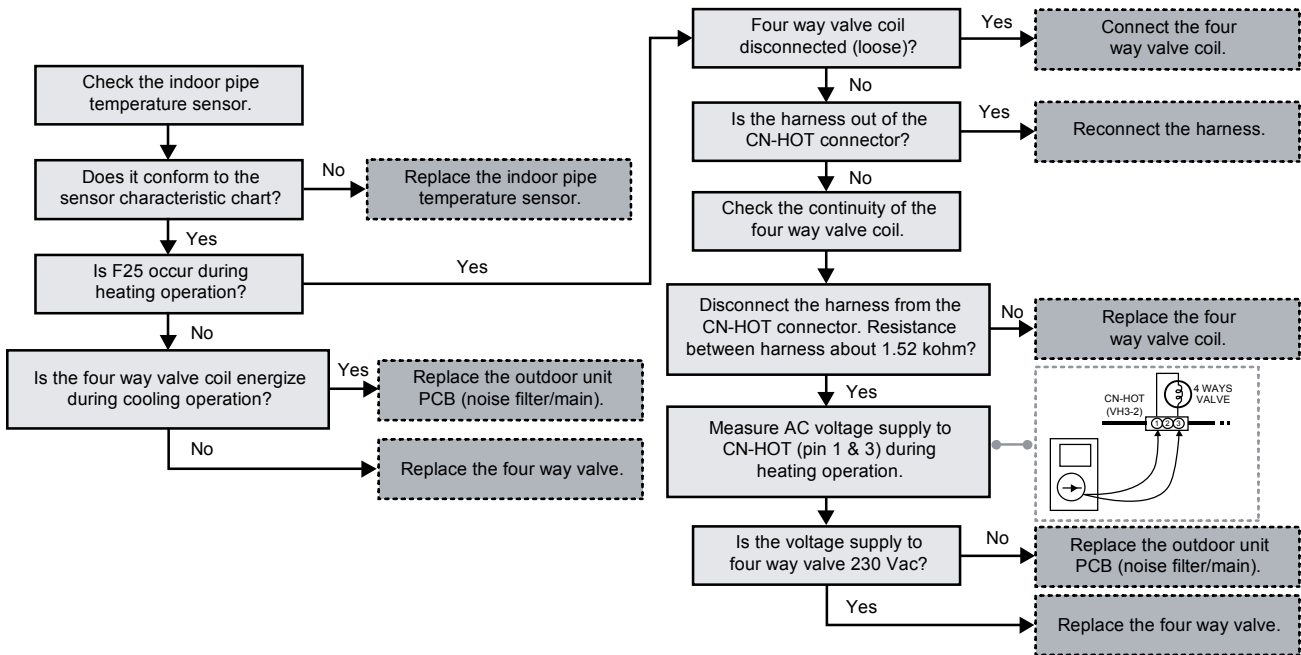 Check the indoor pipe
temperature sensor.
Does it conform to the
sensor characteristic chart?
No
Replace the indoor pipe
temperature sensor.
Yes
Is F25 occur during
heating operation?
Yes
No
Is the four way valve coil energize
during cooling operation?
Yes
Replace the outdoor unit
PCB (noise filter/main).
No
Replace the four way valve.
Four way valve coil
disconnected (loose)?
Yes
Connect the four
way valve coil.
No
Is the harness out of the
CN-HOT connector?
Yes
Reconnect the harness.
No
Check the continuity of the
four way valve coil.
Disconnect the harness from the
CN-HOT connector. Resistance
between harness about 1.52 kohm?
No
Replace the four
way valve coil.
Yes
Measure AC voltage supply to
CN-HOT (pin 1 & 3) during
heating operation.
CN-HOT
(VH3-2)
4 WAYS
VALVE
1 2 3
Is the voltage supply to
four way valve 230 Vac?
No
Replace the outdoor unit
PCB (noise filter/main).
Yes
Replace the four way valve.